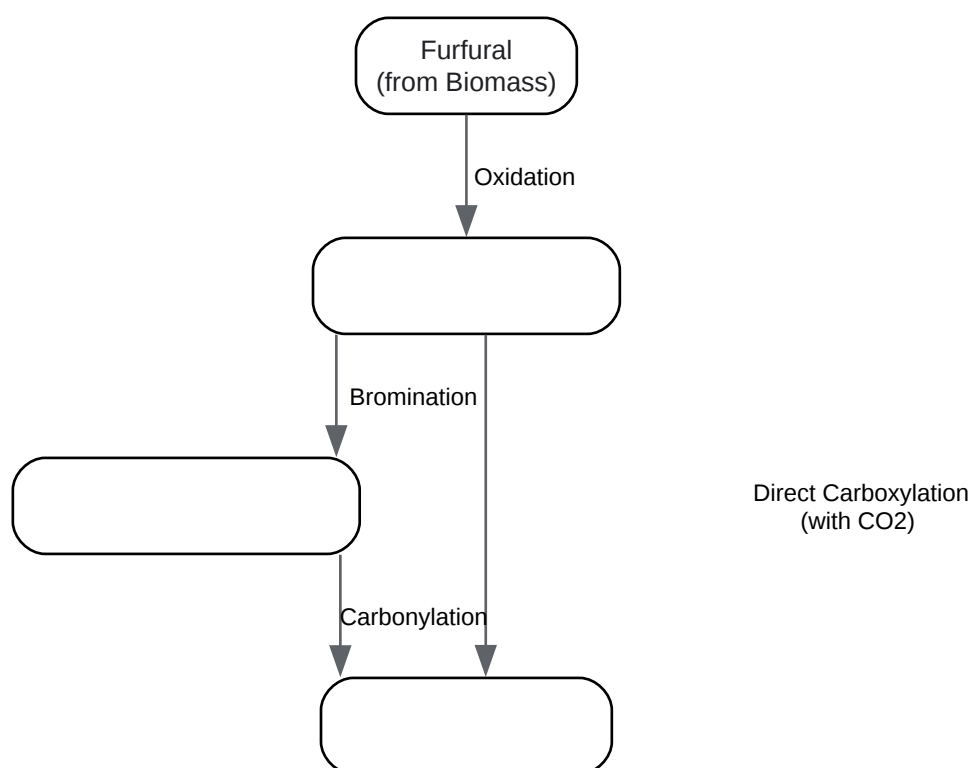 Furfural
(from Biomass)
Oxidation
Bromination
Direct Carboxylation
(with CO2)
Carbonylation